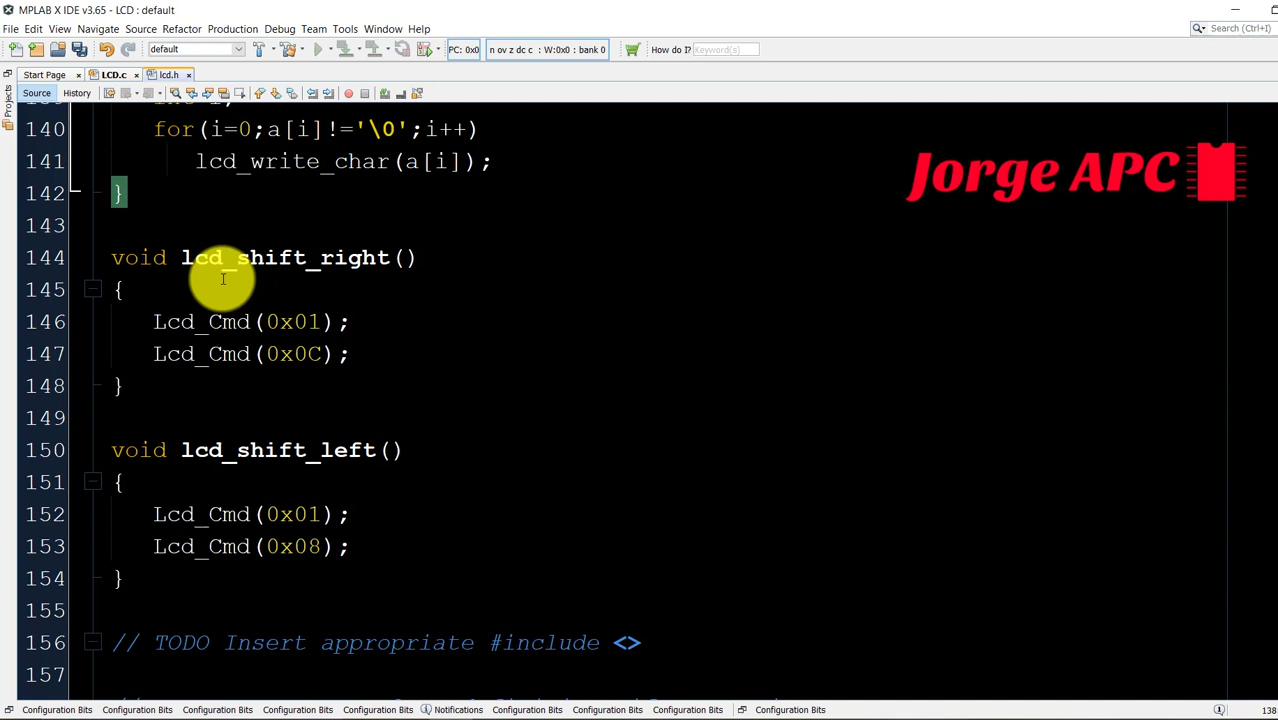 MPLAB X IDE v3.65 - LCD : default
File Edit View Navigate Source Refactor Production Debug Team Tools Window Help
Search (Ctrl+I)
default PC: 0x0 n ov z dc c : W:0x0 : bank 0 How do I? Keyword(s)
Start Page LCD.c lcd.h
Source History
Projects
140 for(i=0;a[i]!='\0';i++)
141 lcd_write_char(a[i]);
142 }
143
144 void lcd_shift_right()
145 {
146 Lcd_Cmd(0x01);
147 Lcd_Cmd(0x0C);
148 }
149
150 void lcd_shift_left()
151 {
152 Lcd_Cmd(0x01);
153 Lcd_Cmd(0x08);
154 }
155
156 // TODO Insert appropriate #include <>
157
Jorge APC
Configuration Bits Configuration Bits Configuration Bits Configuration Bits Configuration Bits Notifications Configuration Bits Configuration Bits Configuration Bits Configuration Bits 138